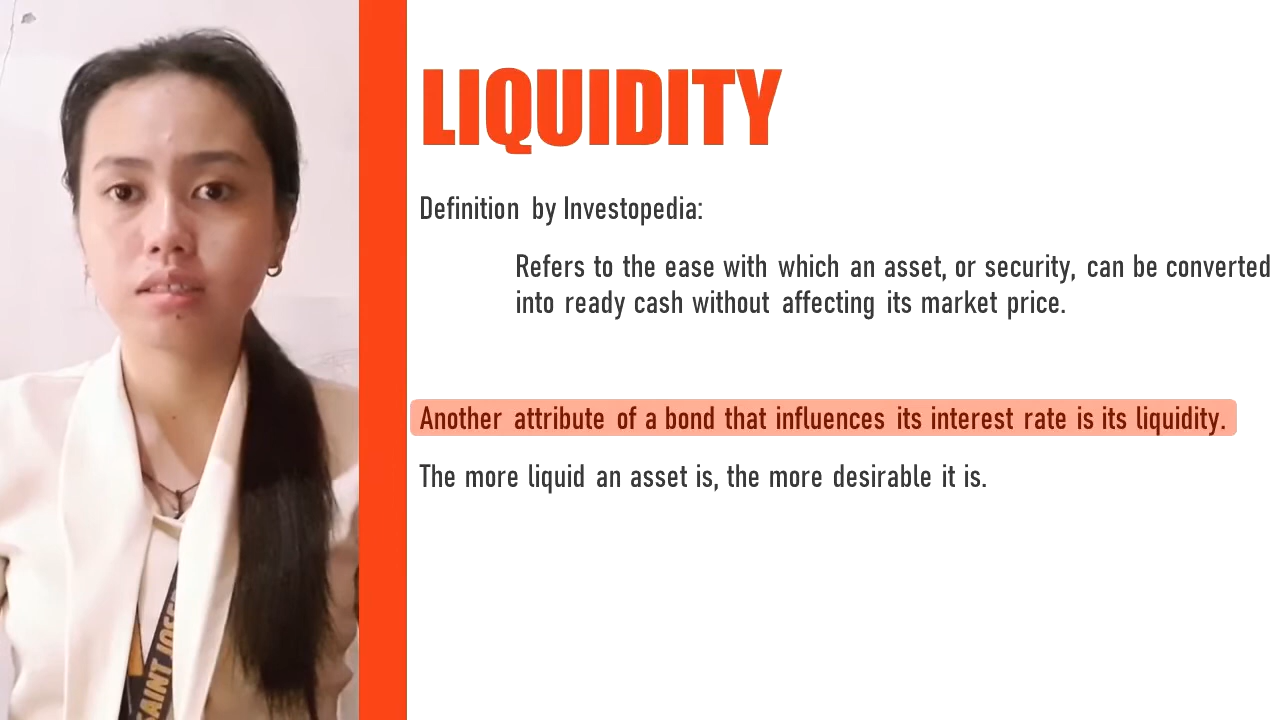 LIQUIDITY
Definition by Investopedia:
Refers to the ease with which an asset, or security, can be converted
into ready cash without affecting its market price.
Another attribute of a bond that influences its interest rate is its liquidity.
The more liquid an asset is, the more desirable it is.
SAINT